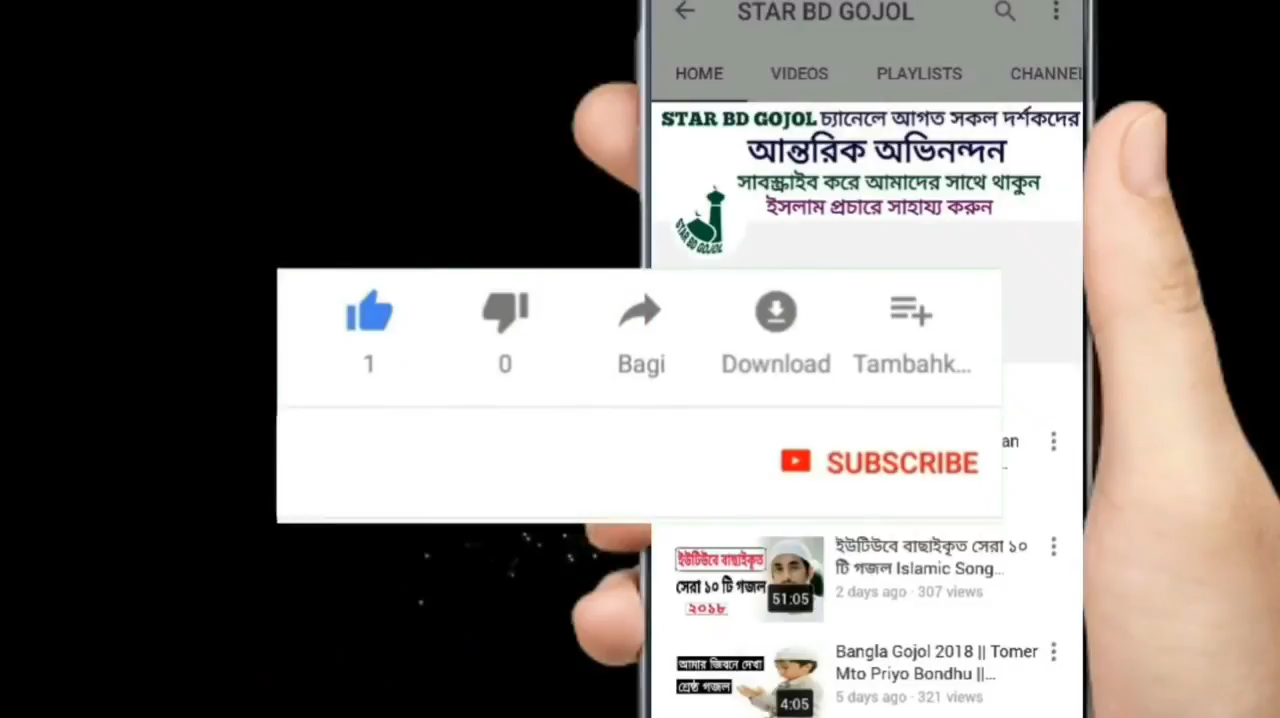 STAR BD GOJOL
HOME VIDEOS PLAYLISTS CHANNEL
STAR BD GOJOL চ্যানেলে আগত সকল দর্শকদের
আন্তরিক অভিনন্দন
সাবস্ক্রাইব করে আমাদের সাথে থাকুন
ইসলাম প্রচারে সাহায্য করুন
STAR BD GOJOL
1 0 Bagi Download Tambahk...
an
...
SUBSCRIBE
ইউটিউবে বাছাইকৃত
সেরা ১০ টি গজল
২০১৮
51:05
ইউটিউবে বাছাইকৃত সেরা ১০
টি গজল Islamic Song...
2 days ago · 307 views
আমার জিবনে দেখা
শ্রেষ্ঠ গজল
4:05
Bangla Gojol 2018 || Tomer
Mto Priyo Bondhu ||...
5 days ago · 321 views